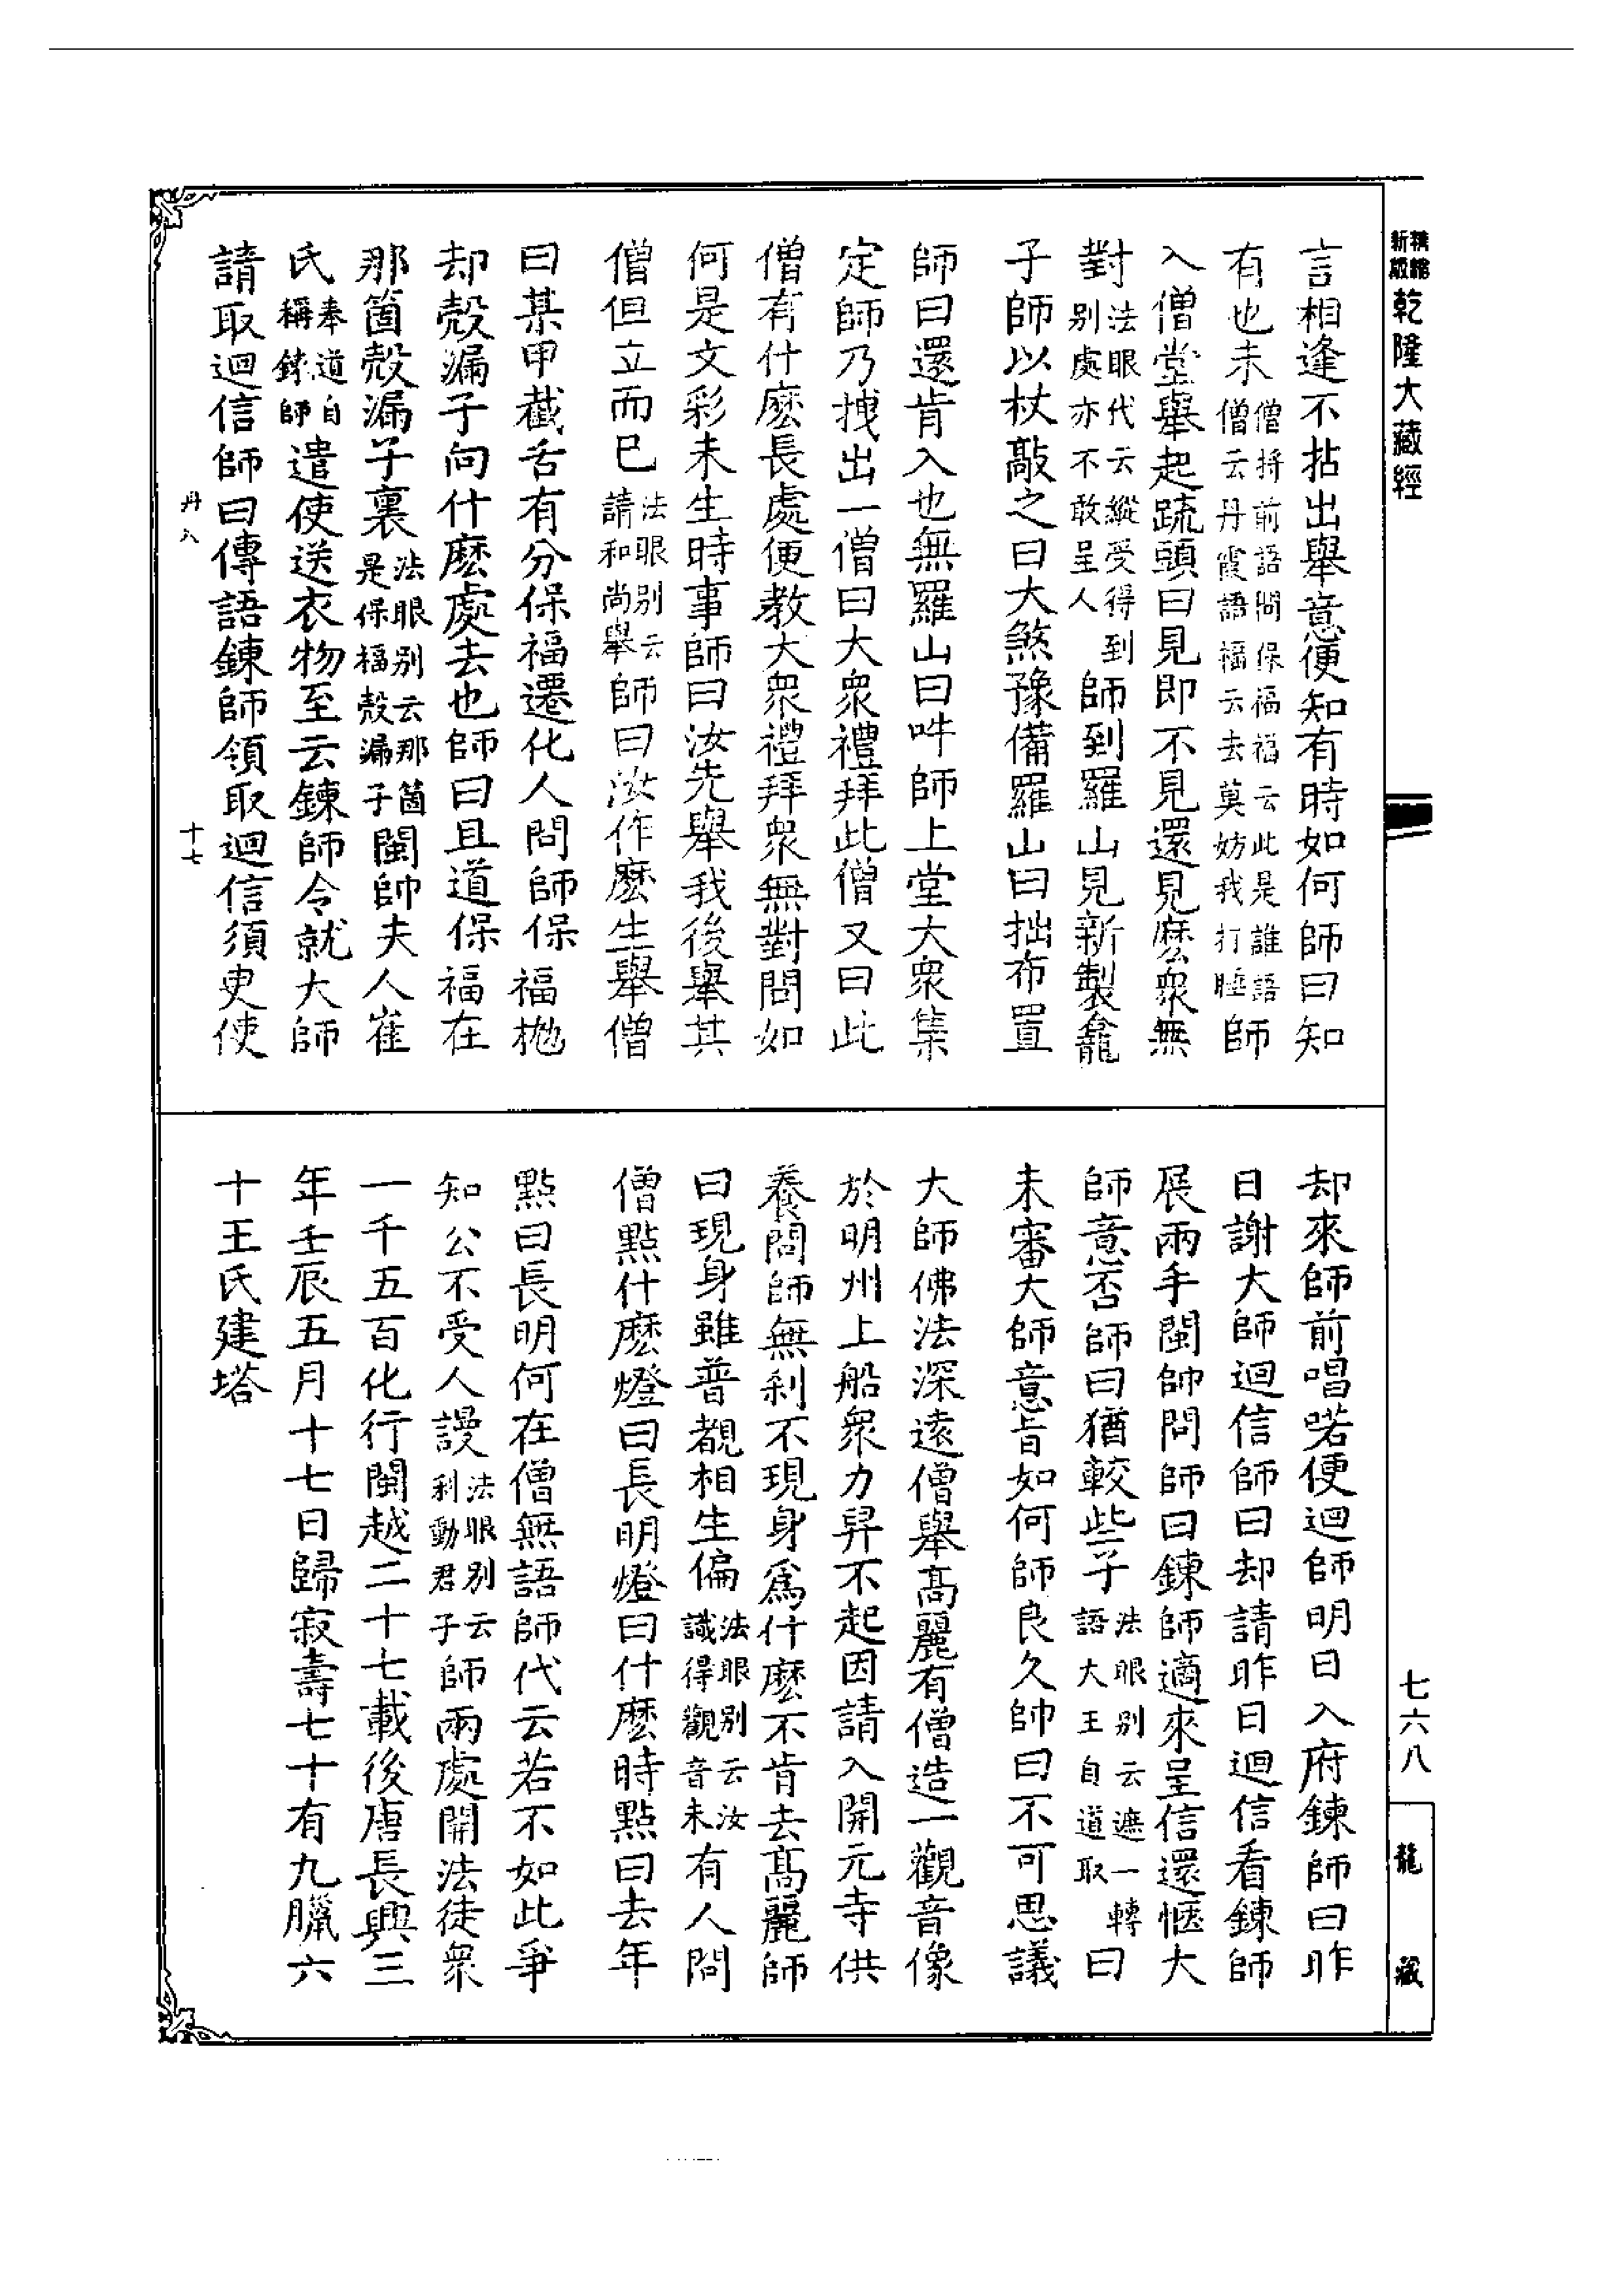 精縮新版乾隆大藏經
七六八
龍藏
言相逢不拈出舉意便知有時如何師曰知
有也未僧將前語問保福福云此是誰語僧云丹霞語福云去莫妨我打睡師
入僧堂舉起疏頭曰見即不見還見麽衆無
對法眼代云縱受得到別處亦不敢呈人師到羅山見新製龕
子師以杖敲之曰大煞豫備羅山曰拙布置
師曰還肯入也無羅山曰吽師上堂大衆集
定師乃拽出一僧曰大衆禮拜此僧又曰此
僧有什麽長處便教大衆禮拜衆無對問如
何是文彩未生時事師曰汝先舉我後舉其
僧但立而已法眼別云請和尚舉師曰汝作麽生舉僧
曰某甲截舌有分保福遷化人問師保福拋
却殼漏子向什麽處去也師曰且道保福在
那箇殼漏子裏法眼別云那箇是保福殼漏子閩帥夫人崔
氏奉道自稱錬師遣使送衣物至云鍊師令就大師
請取迴信師曰傳語鍊師領取迴信須臾使
丹八
十七
却來師前唱喏便迴師明日入府鍊師曰昨
日謝大師迴信師曰却請昨日迴信看鍊師
展兩手閩帥問師曰鍊師適來呈信還愜大
師意否師曰猶較些子法眼別云遮一轉語大王自道取曰
未審大師意旨如何師良久帥曰不可思議
大師佛法深遠僧舉高麗有僧造一觀音像
於明州上船衆力舁不起因請入開元寺供
養問師無刹不現身爲什麽不肯去高麗師
曰現身雖普覩相生偏法眼別云汝識得觀音未有人問
僧點什麽燈曰長明燈曰什麽時點曰去年
點曰長明何在僧無語師代云若不如此爭
知公不受人謾法眼別云利動君子師兩處開法徒衆
一千五百化行閩越二十七載後唐長興三
年壬辰五月十七日歸寂壽七十有九臘六
十王氏建塔